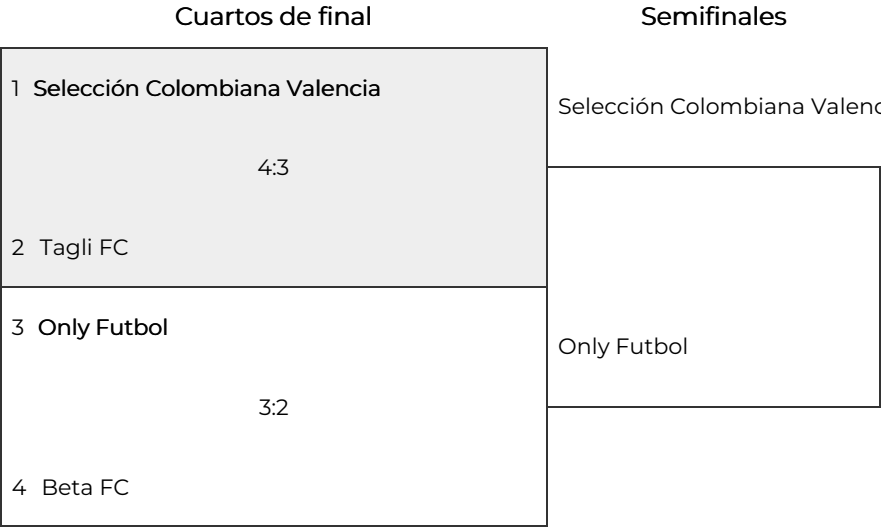 Cuartos de final
Semifinales
1 Selección Colombiana Valencia
4:3
2 Tagli FC
3 Only Futbol
3:2
4 Beta FC
Selección Colombiana Valenc
Only Futbol